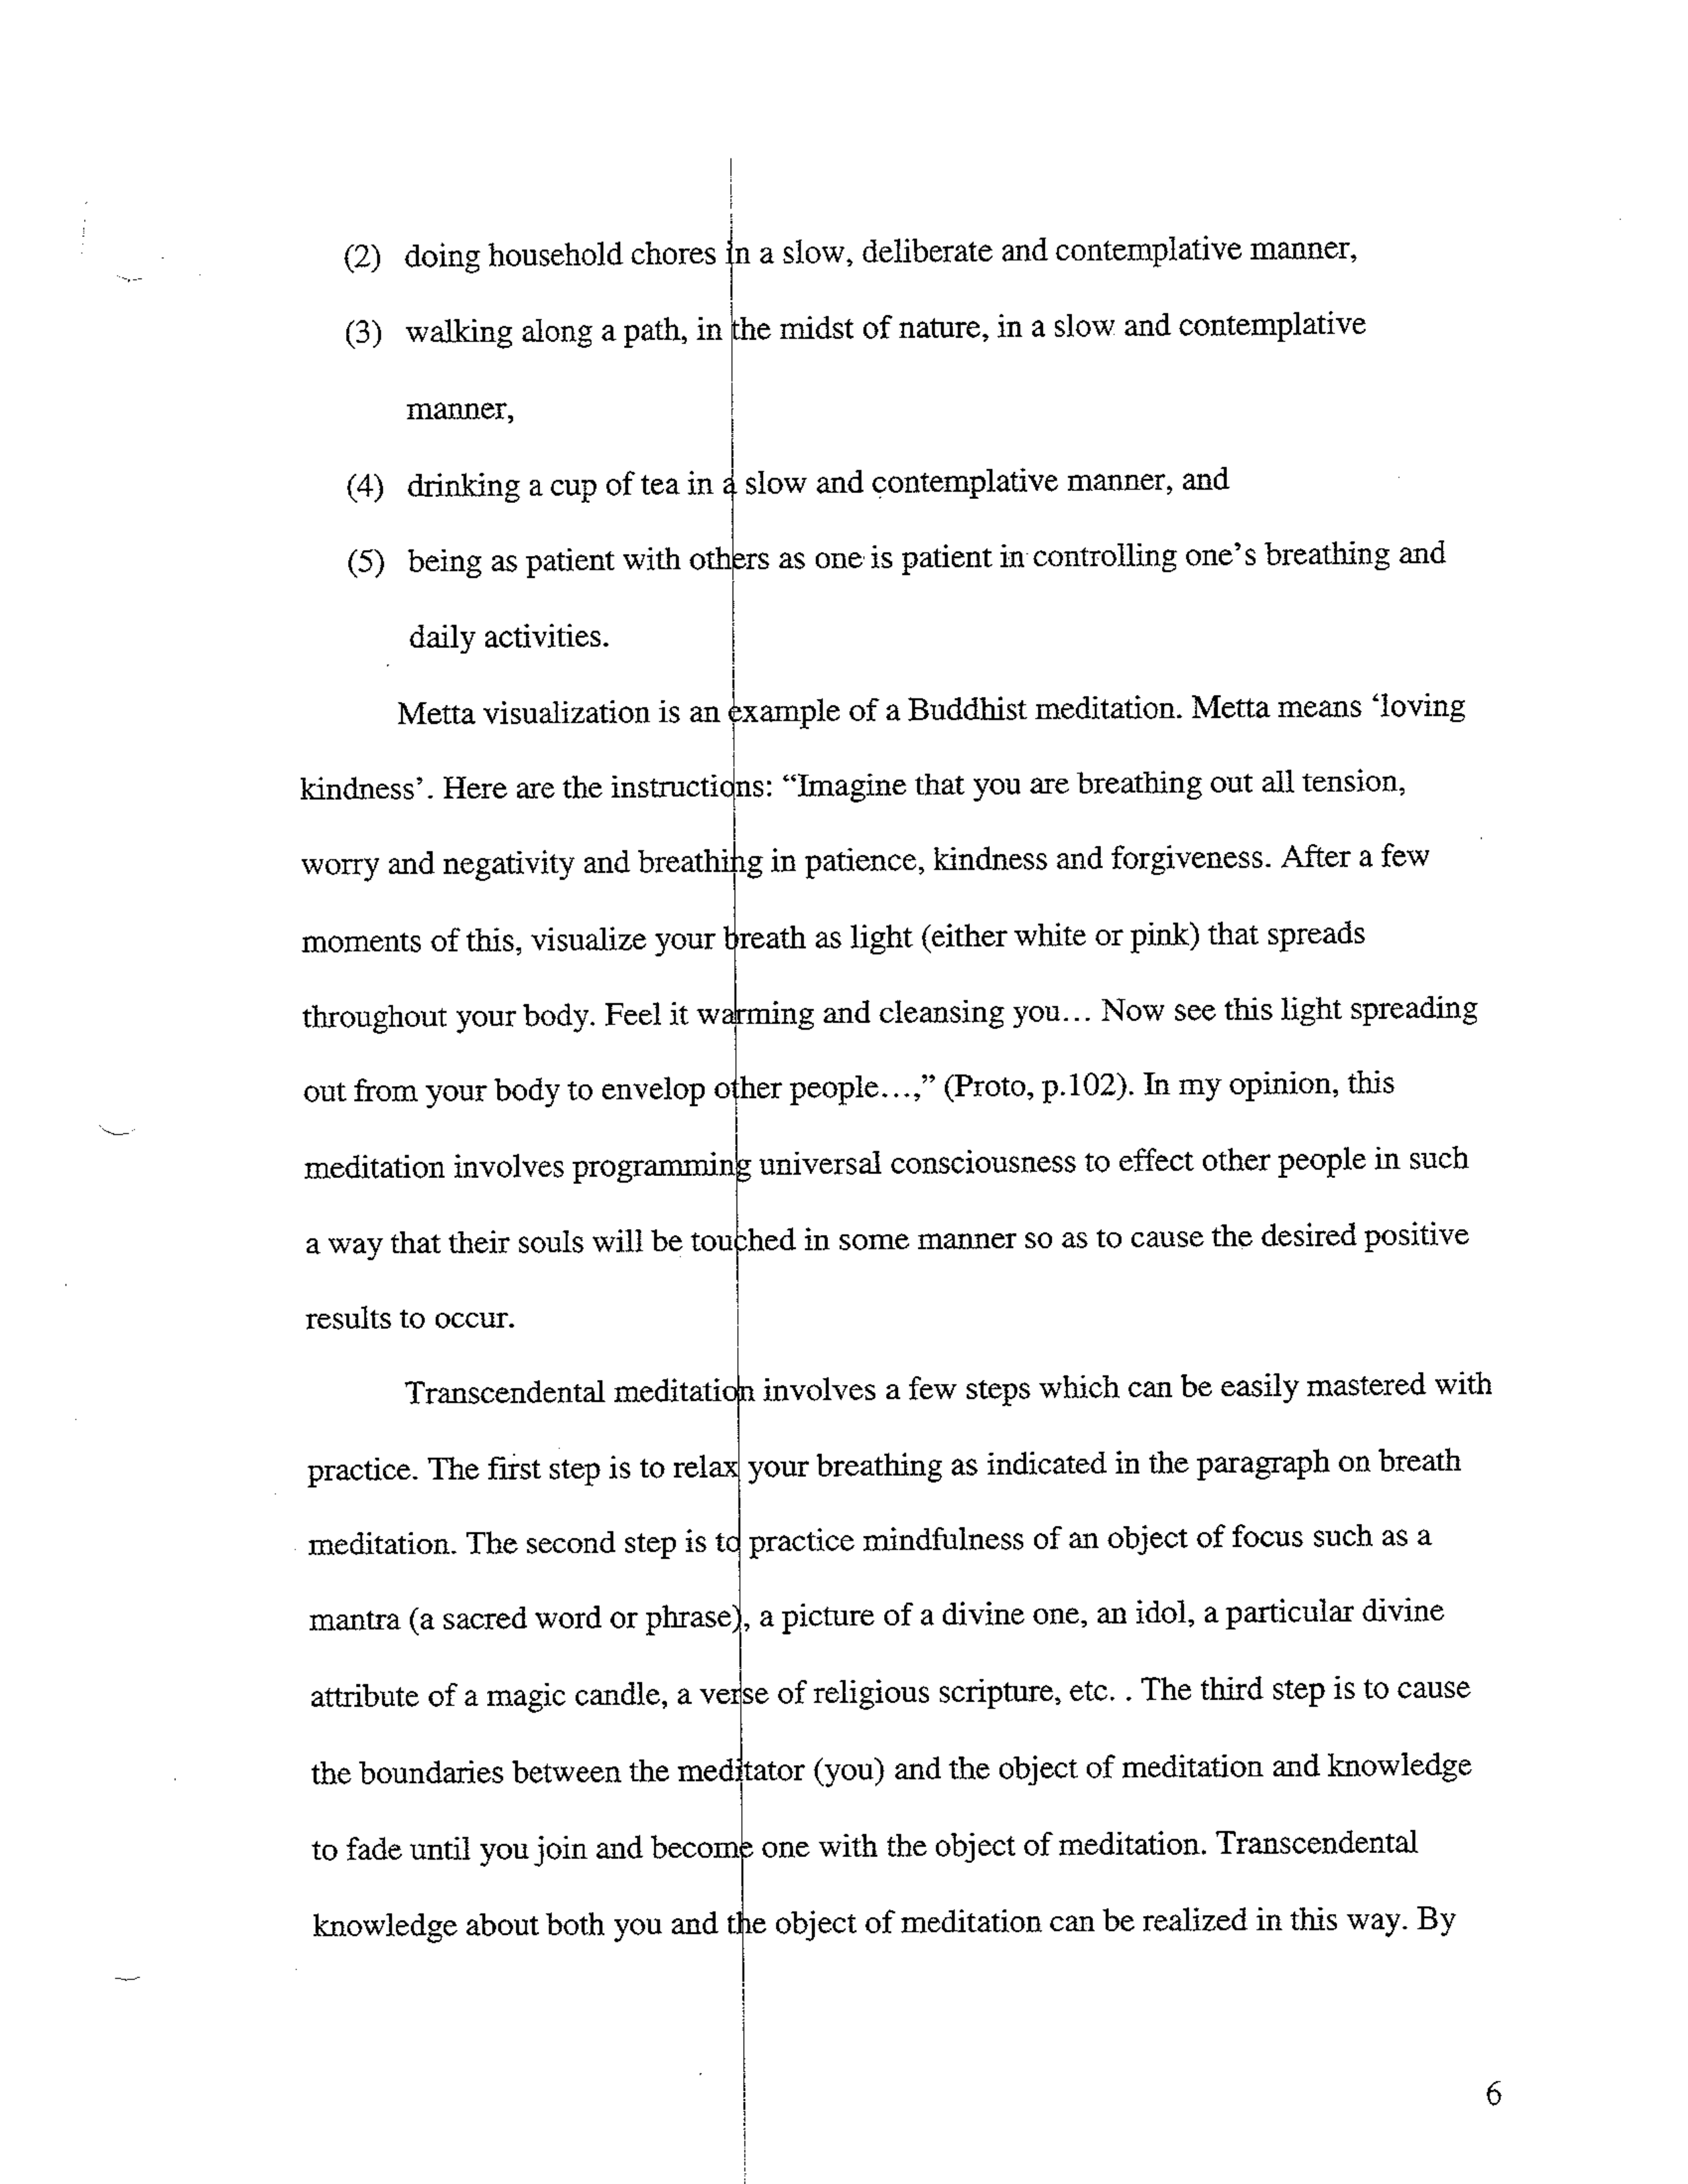 (2) doing household chores in a slow, deliberate and contemplative manner,
(3) walking along a path, in the midst of nature, in a slow and contemplative
manner,
(4) drinking a cup of tea in a slow and contemplative manner, and
(5) being as patient with others as one is patient in controlling one's breathing and
daily activities.
Metta visualization is an example of a Buddhist meditation. Metta means ‘loving
kindness’. Here are the instructions: “Imagine that you are breathing out all tension,
worry and negativity and breathing in patience, kindness and forgiveness. After a few
moments of this, visualize your breath as light (either white or pink) that spreads
throughout your body. Feel it warming and cleansing you… Now see this light spreading
out from your body to envelop other people…,” (Proto, p.102). In my opinion, this
meditation involves programming universal consciousness to effect other people in such
a way that their souls will be touched in some manner so as to cause the desired positive
results to occur.
Transcendental meditation involves a few steps which can be easily mastered with
practice. The first step is to relax your breathing as indicated in the paragraph on breath
meditation. The second step is to practice mindfulness of an object of focus such as a
mantra (a sacred word or phrase), a picture of a divine one, an idol, a particular divine
attribute of a magic candle, a verse of religious scripture, etc. . The third step is to cause
the boundaries between the meditator (you) and the object of meditation and knowledge
to fade until you join and become one with the object of meditation. Transcendental
knowledge about both you and the object of meditation can be realized in this way. By
6